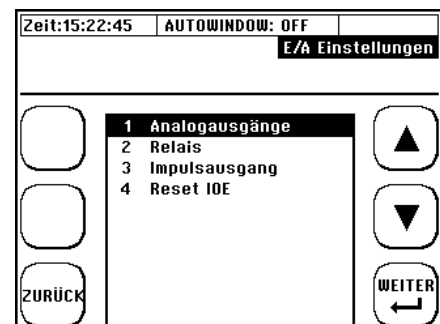 Zeit:15:22:45 AUTOWINDOW: OFF
E/A Einstellungen
1 Analogausgänge
2 Relais
3 Impulsausgang
4 Reset IOE
ZURÜCK
WEITER